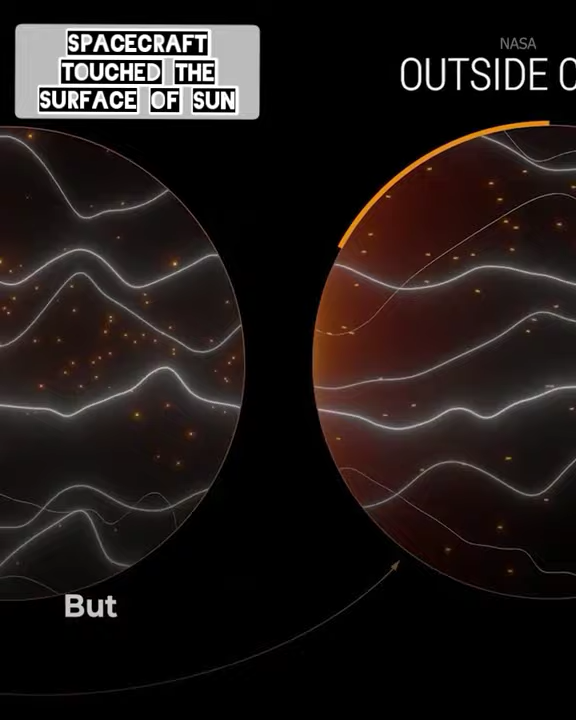 SPACECRAFT
TOUCHED THE
SURFACE OF SUN
NASA
OUTSIDE C
But